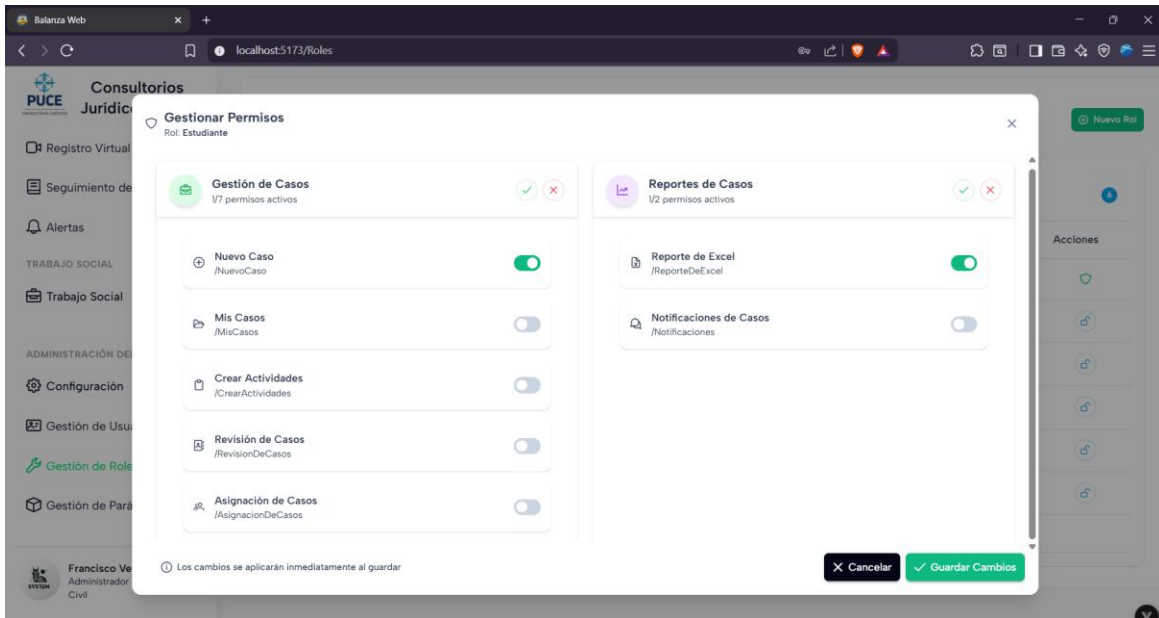 Balanza Web
localhost:5173/Roles
PUCE
Consultorios
Jurídic
Registro Virtual
Seguimiento de
Alertas
TRABAJO SOCIAL
Trabajo Social
ADMINISTRACIÓN DE
Configuración
Gestión de Usu
Gestión de Role
Gestión de Pará
SYSTEM
Francisco Ve
Administrador
Civil
Gestionar Permisos
Rol: Estudiante
Gestión de Casos
1/7 permisos activos
Nuevo Caso
/NuevoCaso
Mis Casos
/MisCasos
Crear Actividades
/CrearActividades
Revisión de Casos
/RevisionDeCasos
Asignación de Casos
/AsignacionDeCasos
Reportes de Casos
1/2 permisos activos
Reporte de Excel
/ReporteDeExcel
Notificaciones de Casos
/Notificaciones
Los cambios se aplicarán inmediatamente al guardar
Cancelar
Guardar Cambios
Nuevo Rol
6
Acciones